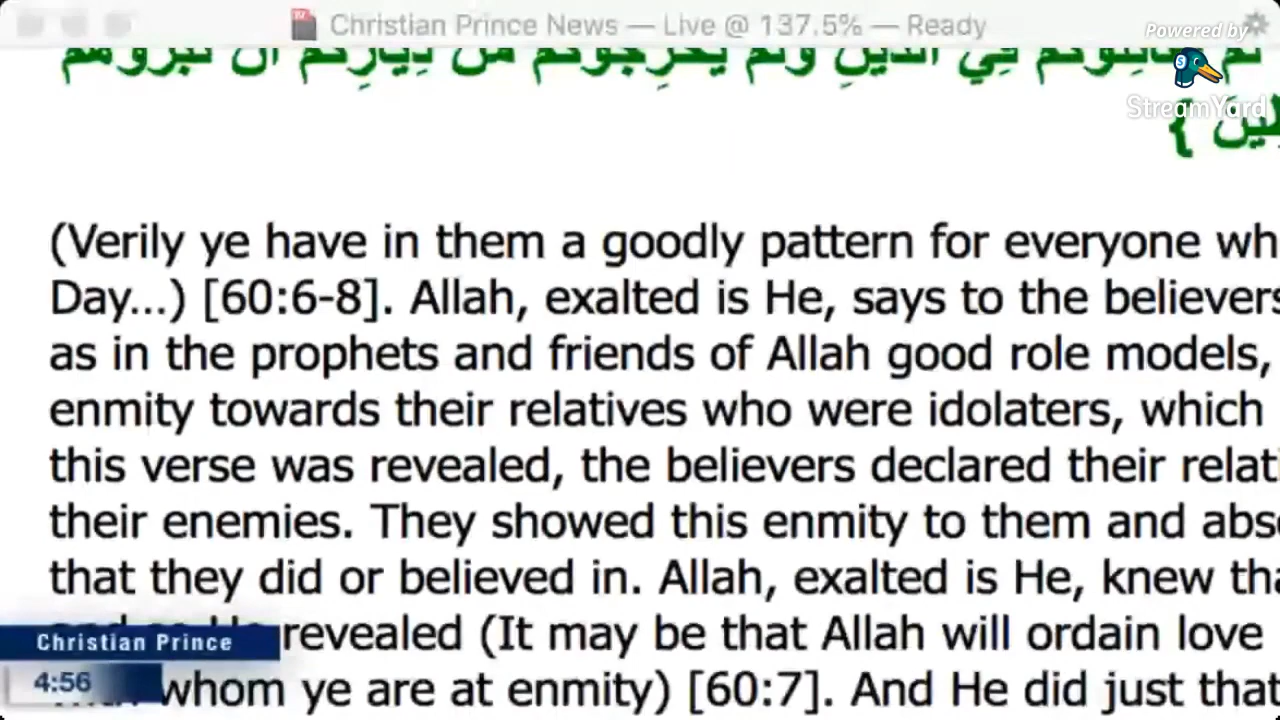 Christian Prince News — Live @ 137.5% — Ready
Powered by
StreamYard
يُخْرِجُوكُم مِّن دِيَارِكُمْ أَن تَبَرُّوهُمْ
(Verily ye have in them a goodly pattern for everyone wh
Day...) [60:6-8]. Allah, exalted is He, says to the believers
as in the prophets and friends of Allah good role models,
enmity towards their relatives who were idolaters, which
this verse was revealed, the believers declared their relati
their enemies. They showed this enmity to them and abs
that they did or believed in. Allah, exalted is He, knew tha
revealed (It may be that Allah will ordain love
whom ye are at enmity) [60:7]. And He did just that
Christian Prince
4:56